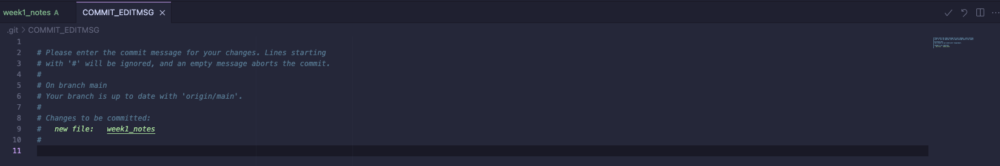 week1_notes A COMMIT_EDITMSG
.git > COMMIT_EDITMSG
1
2 # Please enter the commit message for your changes. Lines starting
3 # with '#' will be ignored, and an empty message aborts the commit.
4 #
5 # On branch main
6 # Your branch is up to date with 'origin/main'.
7 #
8 # Changes to be committed:
9 #   new file:   week1_notes
10 #
11